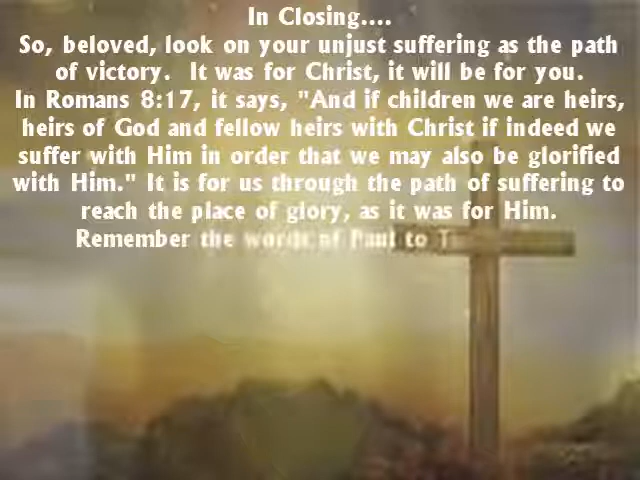 In Closing....
So, beloved, look on your unjust suffering as the path
of victory. It was for Christ, it will be for you.
In Romans 8:17, it says, "And if children we are heirs,
heirs of God and fellow heirs with Christ if indeed we
suffer with Him in order that we may also be glorified
with Him." It is for us through the path of suffering to
reach the place of glory, as it was for Him.
Remember the words of Paul to T